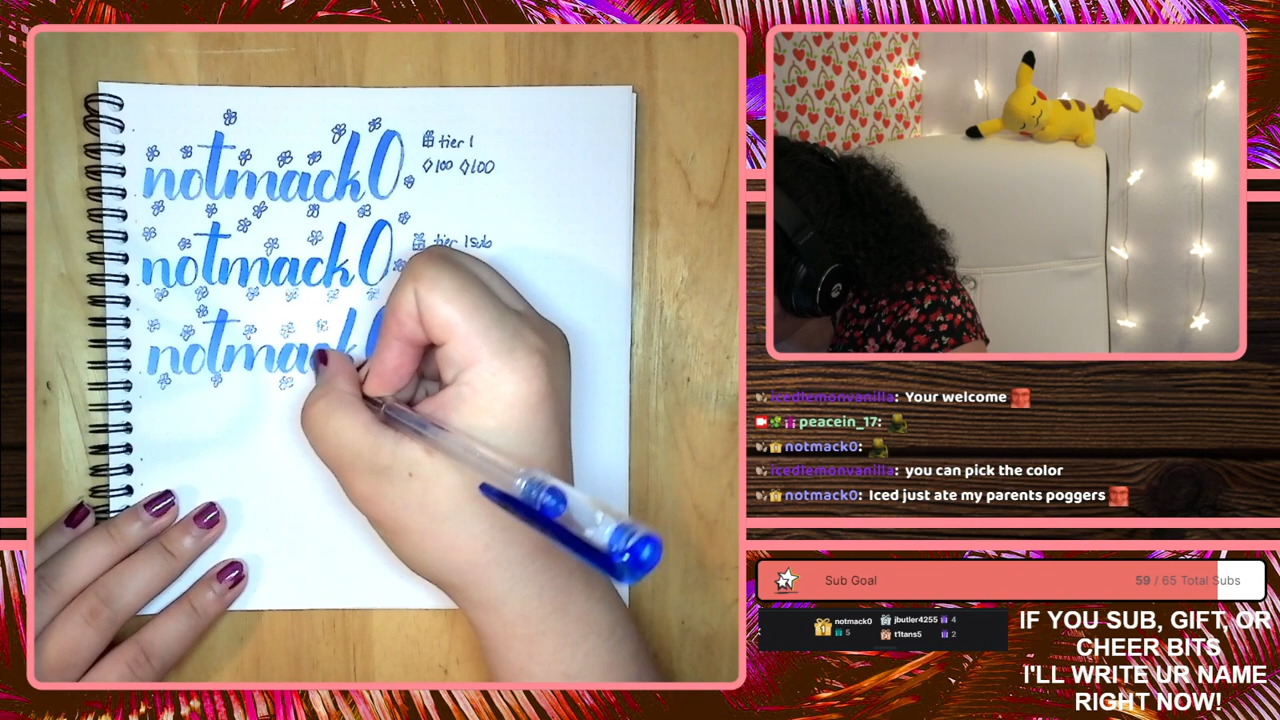 notmack0
tier 1
100 100
notmack0
tier 1 sub
notmack
icedlemonvanilla: Your welcome
peacein_17:
notmack0:
icedlemonvanilla: you can pick the color
notmack0: Iced just ate my parents poggers
Sub Goal
59 / 65 Total Subs
notmack0
5
jbutler4255 4
t1tans5 2
IF YOU SUB, GIFT, OR
CHEER BITS
I'LL WRITE UR NAME
RIGHT NOW!